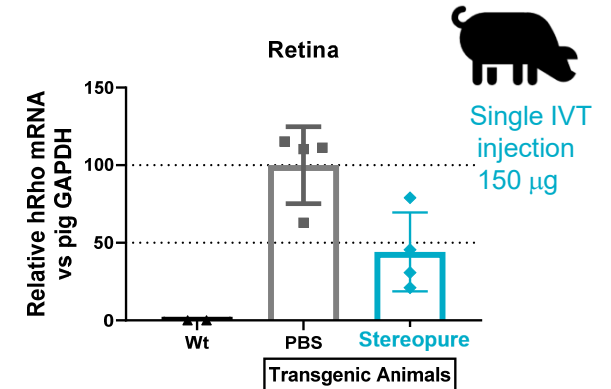 Retina
Single IVT
injection
150 µg
Relative hRho mRNA
vs pig GAPDH
150
100
50
0
Wt
PBS
Stereopure
Transgenic Animals